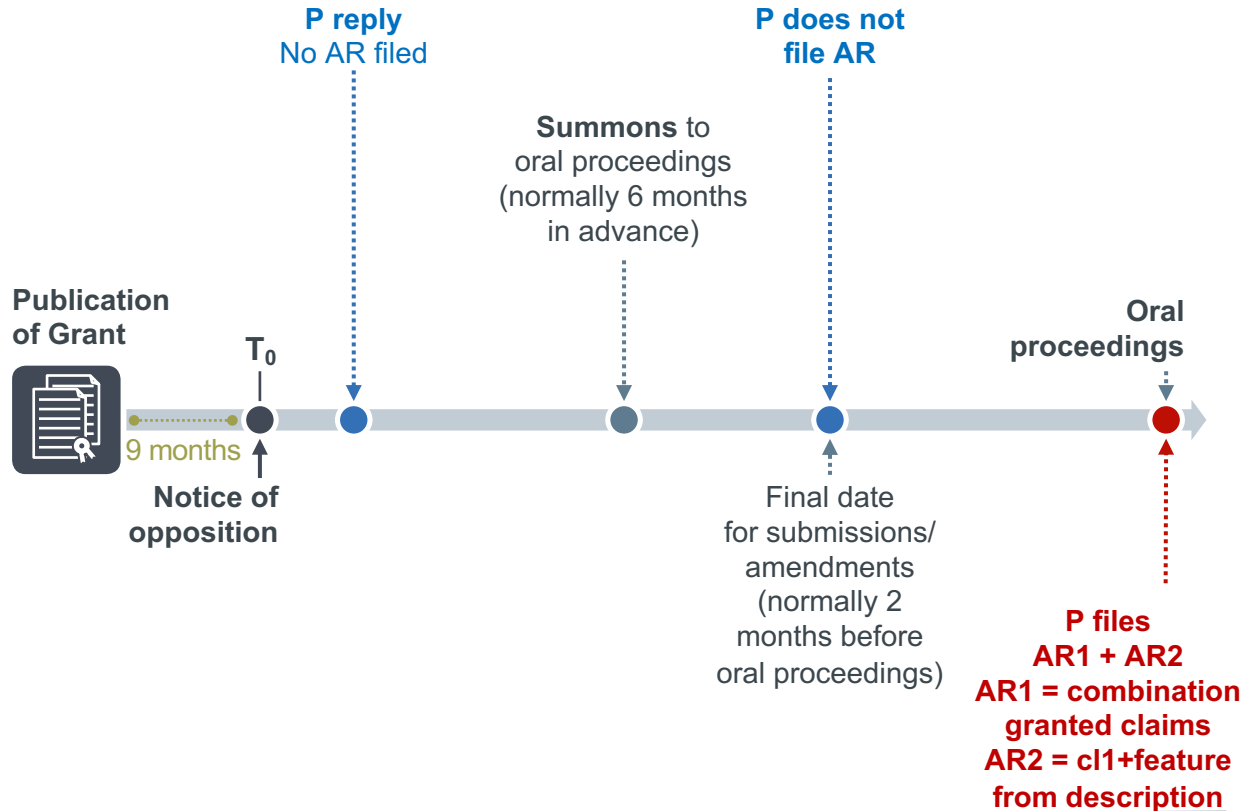 P reply
No AR filed
P does not
file AR
Summons to
oral proceedings
(normally 6 months
in advance)
Publication
of Grant
T₀
Oral
proceedings
9 months
Notice of
opposition
Final date
for submissions/
amendments
(normally 2
months before
oral proceedings)
P files
AR1 + AR2
AR1 = combination
granted claims
AR2 = cl1+feature
from description